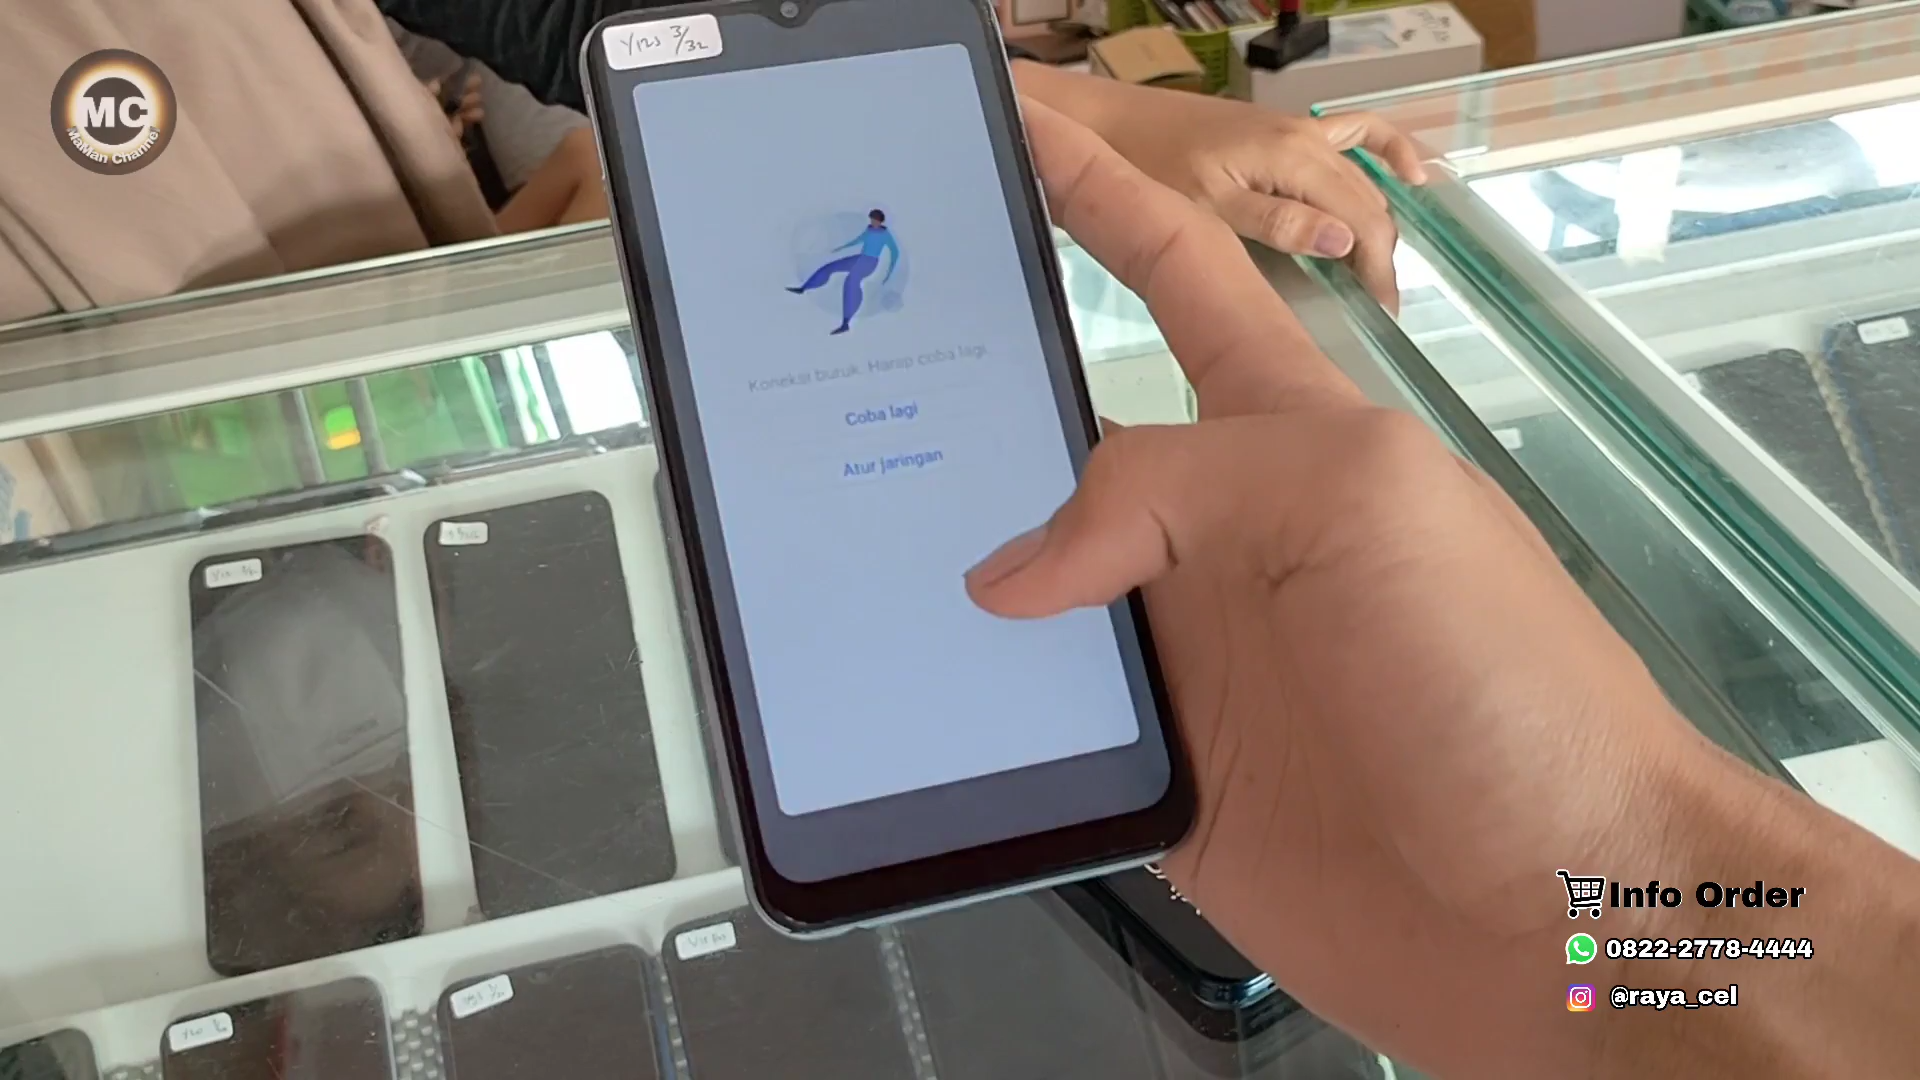 Y12s 3/32
MC
MaMan Channel
Koneksi buruk. Harap coba lagi.
Coba lagi
Atur jaringan
Info Order
0822-2778-4444
@raya_cel